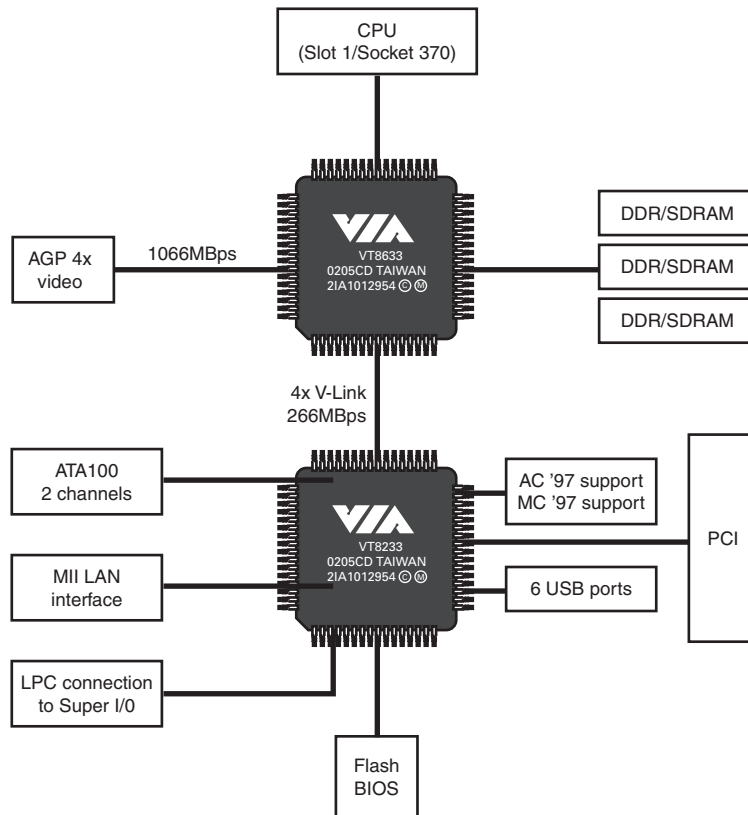 CPU
(Slot 1/Socket 370)
VIA
VT8633
0205CD TAIWAN
2IA1012954 Ⓒ Ⓜ
AGP 4x
video
1066MBps
DDR/SDRAM
DDR/SDRAM
DDR/SDRAM
4x V-Link
266MBps
ATA100
2 channels
VIA
VT8233
0205CD TAIWAN
2IA1012954 Ⓒ Ⓜ
AC '97 support
MC '97 support
PCI
MII LAN
interface
6 USB ports
LPC connection
to Super I/0
Flash
BIOS